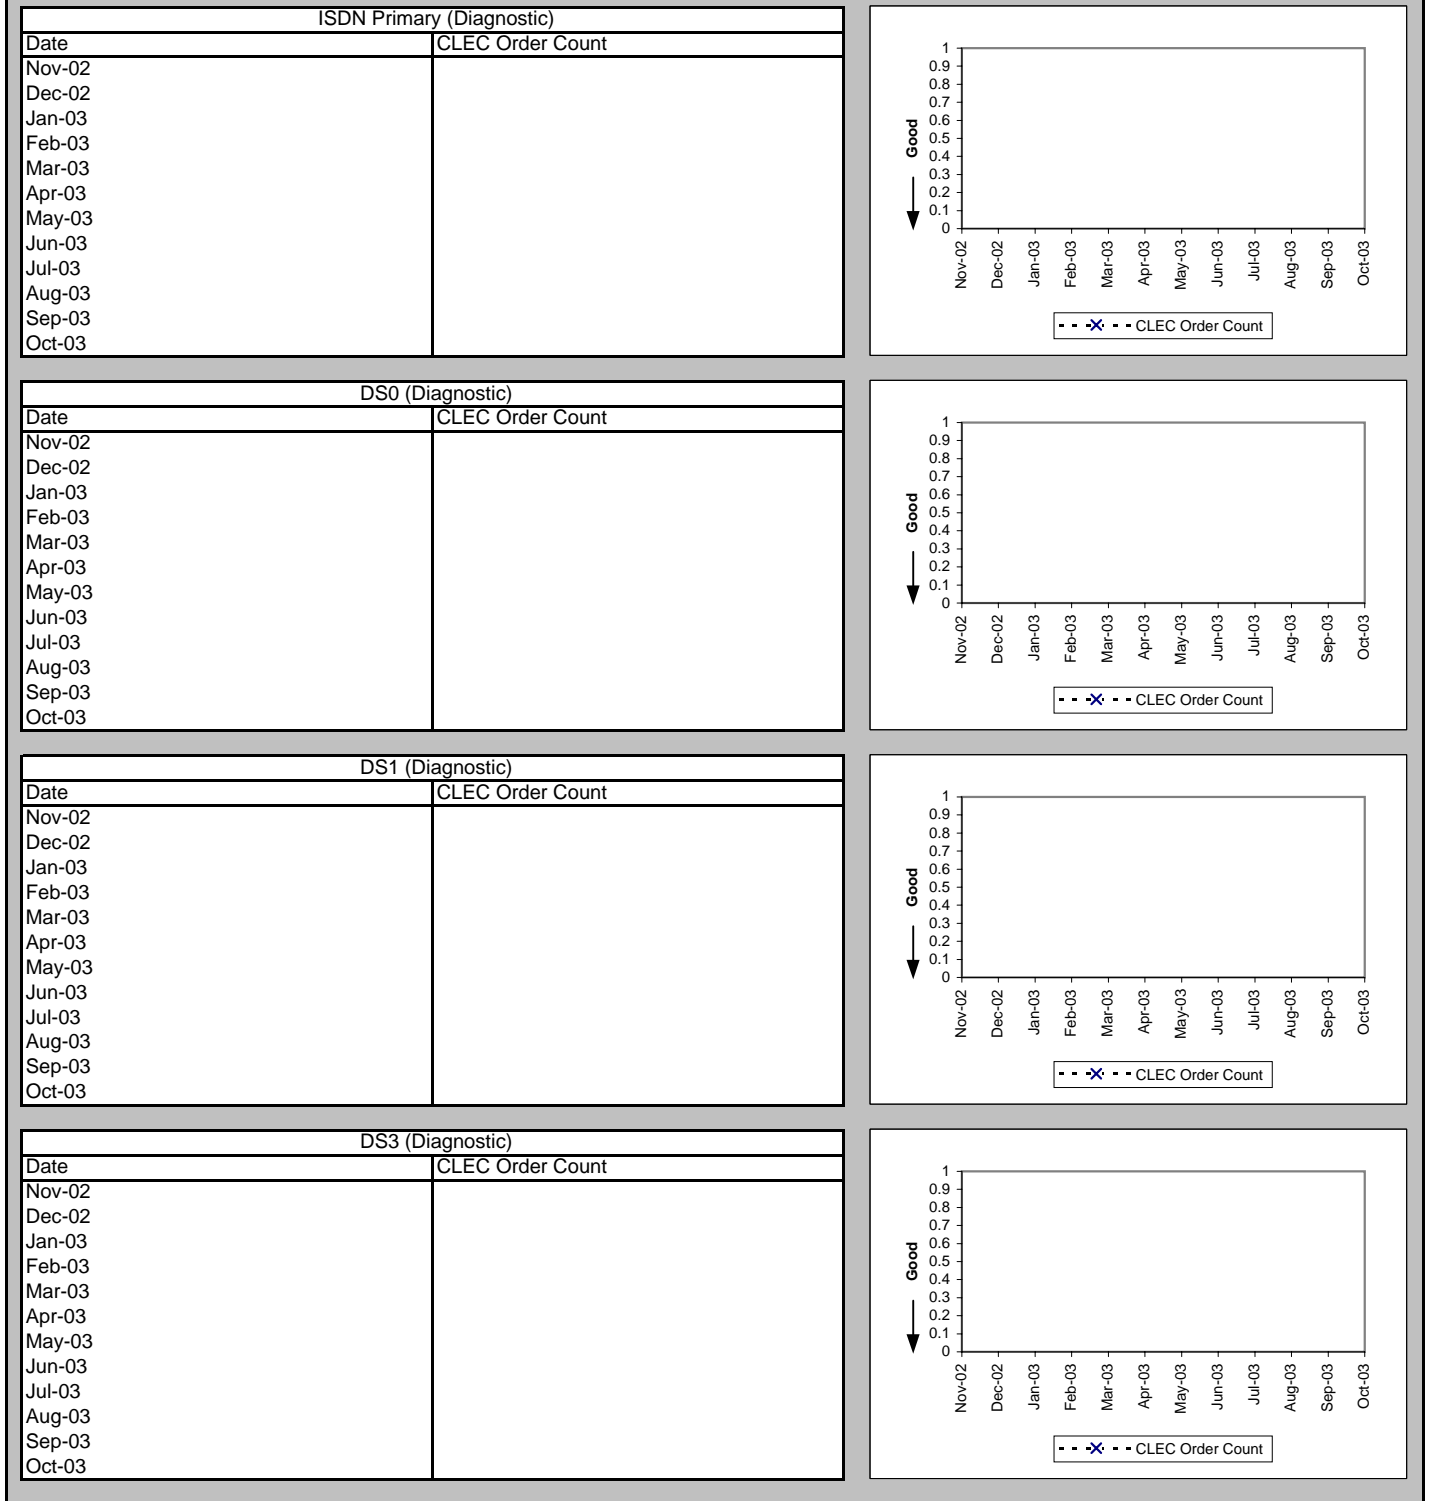 ISDN Primary (Diagnostic)
Date CLEC Order Count
Nov-02
Dec-02
Jan-03
Feb-03
Mar-03
Apr-03
May-03
Jun-03
Jul-03
Aug-03
Sep-03
Oct-03
1
0.9
0.8
0.7
0.6
0.5
0.4
0.3
0.2
0.1
0
Good
Nov-02 Dec-02 Jan-03 Feb-03 Mar-03 Apr-03 May-03 Jun-03 Jul-03 Aug-03 Sep-03 Oct-03
CLEC Order Count
DS0 (Diagnostic)
Date CLEC Order Count
Nov-02
Dec-02
Jan-03
Feb-03
Mar-03
Apr-03
May-03
Jun-03
Jul-03
Aug-03
Sep-03
Oct-03
1
0.9
0.8
0.7
0.6
0.5
0.4
0.3
0.2
0.1
0
Good
Nov-02 Dec-02 Jan-03 Feb-03 Mar-03 Apr-03 May-03 Jun-03 Jul-03 Aug-03 Sep-03 Oct-03
CLEC Order Count
DS1 (Diagnostic)
Date CLEC Order Count
Nov-02
Dec-02
Jan-03
Feb-03
Mar-03
Apr-03
May-03
Jun-03
Jul-03
Aug-03
Sep-03
Oct-03
1
0.9
0.8
0.7
0.6
0.5
0.4
0.3
0.2
0.1
0
Good
Nov-02 Dec-02 Jan-03 Feb-03 Mar-03 Apr-03 May-03 Jun-03 Jul-03 Aug-03 Sep-03 Oct-03
CLEC Order Count
DS3 (Diagnostic)
Date CLEC Order Count
Nov-02
Dec-02
Jan-03
Feb-03
Mar-03
Apr-03
May-03
Jun-03
Jul-03
Aug-03
Sep-03
Oct-03
1
0.9
0.8
0.7
0.6
0.5
0.4
0.3
0.2
0.1
0
Good
Nov-02 Dec-02 Jan-03 Feb-03 Mar-03 Apr-03 May-03 Jun-03 Jul-03 Aug-03 Sep-03 Oct-03
CLEC Order Count